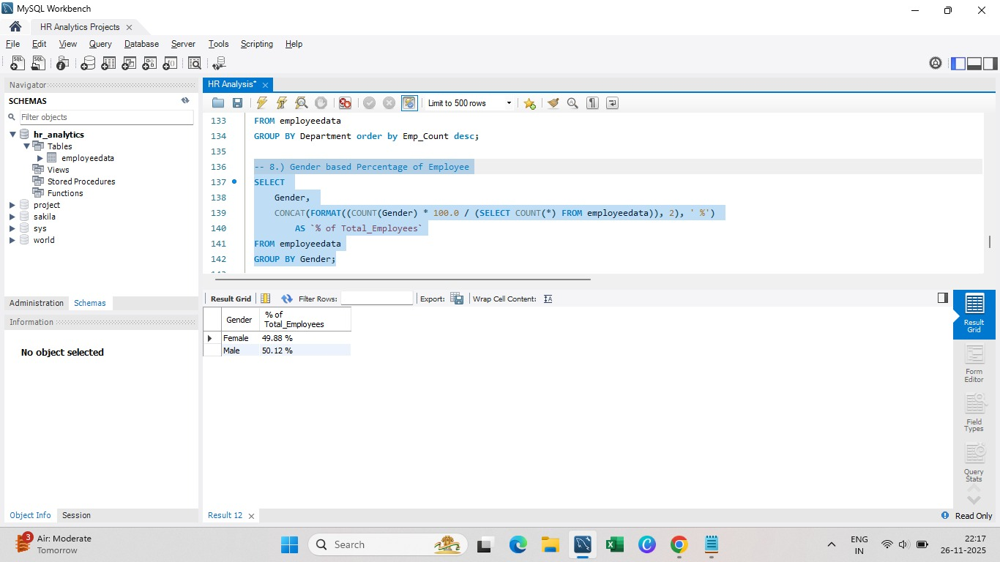 MySQL Workbench
HR Analytics Projects
File Edit View Query Database Server Tools Scripting Help
Navigator
SCHEMAS
Filter objects
hr_analytics
Tables
employeedata
Views
Stored Procedures
Functions
project
sakila
sys
world
Administration Schemas
Information
No object selected
Object Info Session
HR Analysis*
Limit to 500 rows
133 FROM employeedata
134 GROUP BY Department order by Emp_Count desc;
135
136 -- 8.) Gender based Percentage of Employee
137 SELECT
138 Gender,
139 CONCAT(FORMAT((COUNT(Gender) * 100.0 / (SELECT COUNT(*) FROM employeedata)), 2), ' %')
140 AS `% of Total_Employees`
141 FROM employeedata
142 GROUP BY Gender;
Result Grid Filter Rows: Export: Wrap Cell Content:
Gender % of
Total_Employees
Female 49.88 %
Male 50.12 %
Result
Grid
Form
Editor
Field
Types
Query
Stats
Result 12
Read Only
3
Air: Moderate
Tomorrow
Search
ENG
IN
22:17
26-11-2025